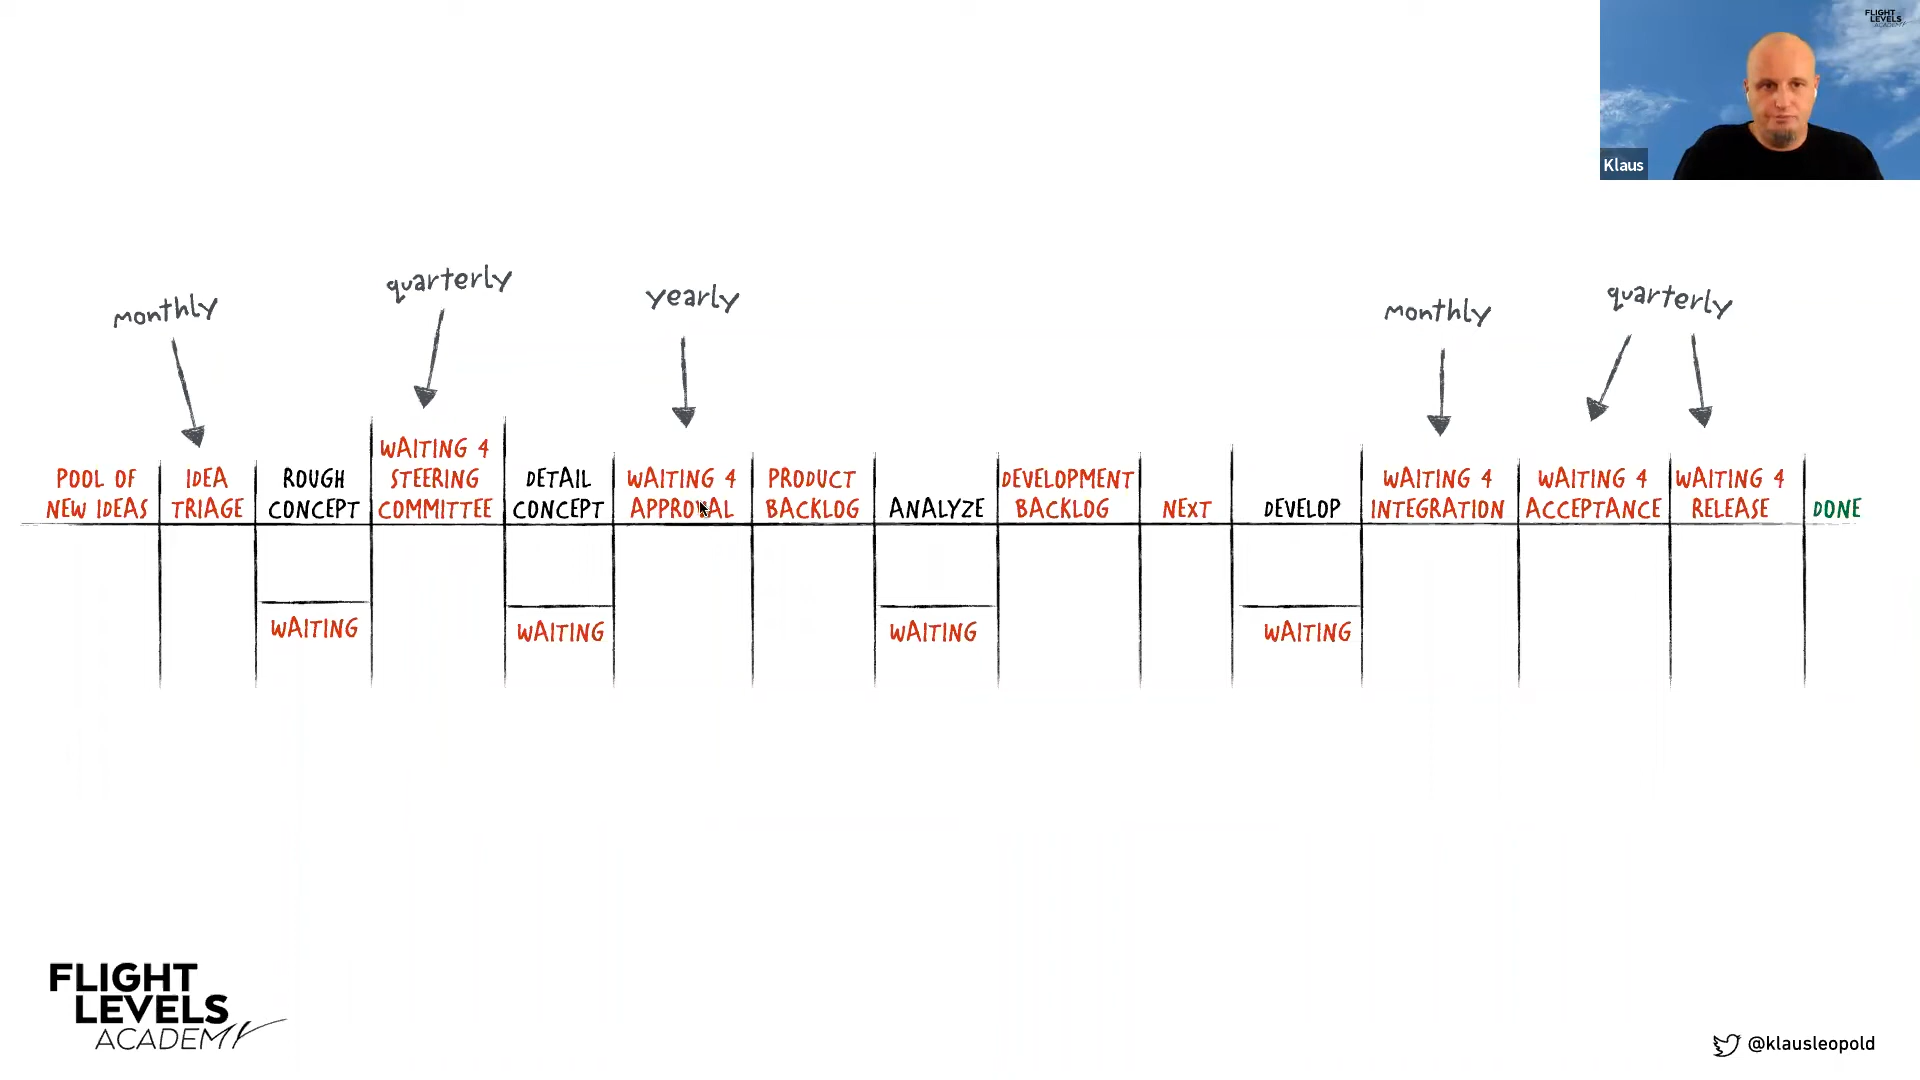 FLIGHT
LEVELS
ACADEMY
Klaus
monthly
quarterly
yearly
monthly
quarterly
POOL OF
NEW IDEAS
IDEA
TRIAGE
ROUGH
CONCEPT
WAITING 4
STEERING
COMMITTEE
DETAIL
CONCEPT
WAITING 4
APPROVAL
PRODUCT
BACKLOG
ANALYZE
DEVELOPMENT
BACKLOG
NEXT
DEVELOP
WAITING 4
INTEGRATION
WAITING 4
ACCEPTANCE
WAITING 4
RELEASE
DONE
WAITING
WAITING
WAITING
WAITING
FLIGHT
LEVELS
ACADEMY
@klausleopold